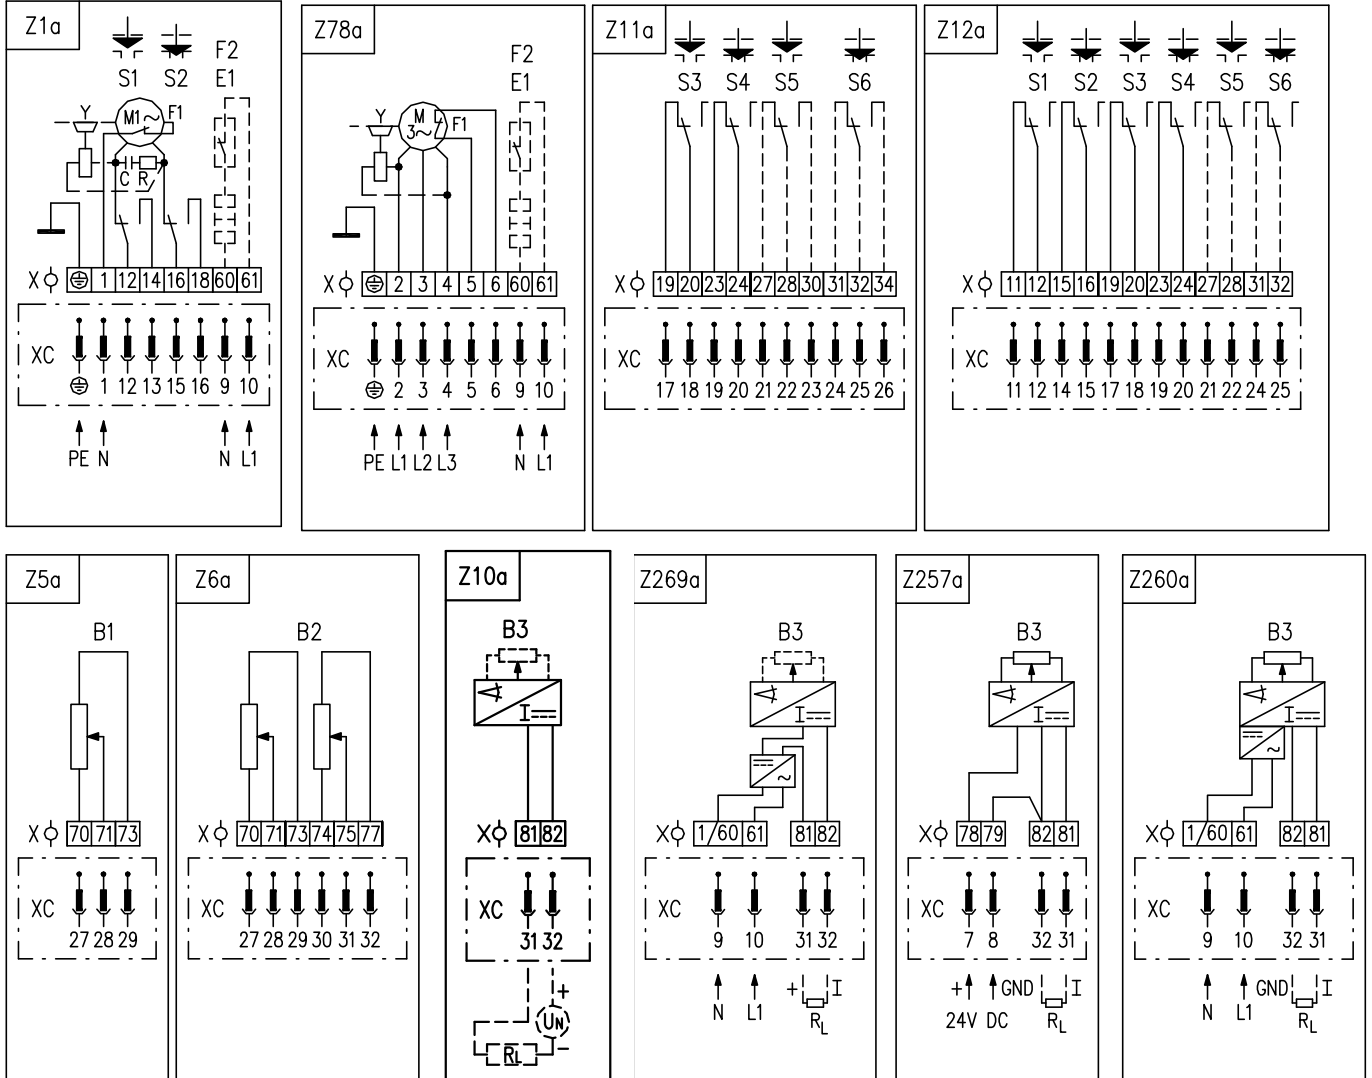 Z1a
S1 S2 F2
E1
Y M1 ~ F1
C R
X 1 12 14 16 18 60 61
XC
1 12 13 15 16 9 10
PE N N L1
Z78a
F2
E1
Y M 3~ F1
X 2 3 4 5 6 60 61
XC
2 3 4 5 6 9 10
PE L1 L2 L3 N L1
Z11a
S3 S4 S5 S6
X 19 20 23 24 27 28 30 31 32 34
XC
17 18 19 20 21 22 23 24 25 26
Z12a
S1 S2 S3 S4 S5 S6
X 11 12 15 16 19 20 23 24 27 28 31 32
XC
11 12 14 15 17 18 19 20 21 22 24 25
Z5a
B1
X 70 71 73
XC
27 28 29
Z6a
B2
X 70 71 73 74 75 77
XC
27 28 29 30 31 32
Z10a
B3
I
X 81 82
XC
31 32
+
UN
RL −
Z269a
B3
I
~
X 1/60 61 81 82
XC
9 10 31 32
+ I
N L1 RL
Z257a
B3
I
X 78 79 82 81
XC
7 8 32 31
+ GND I
24V DC RL
Z260a
B3
I
~
X 1/60 61 82 81
XC
9 10 32 31
GND I
N L1 RL